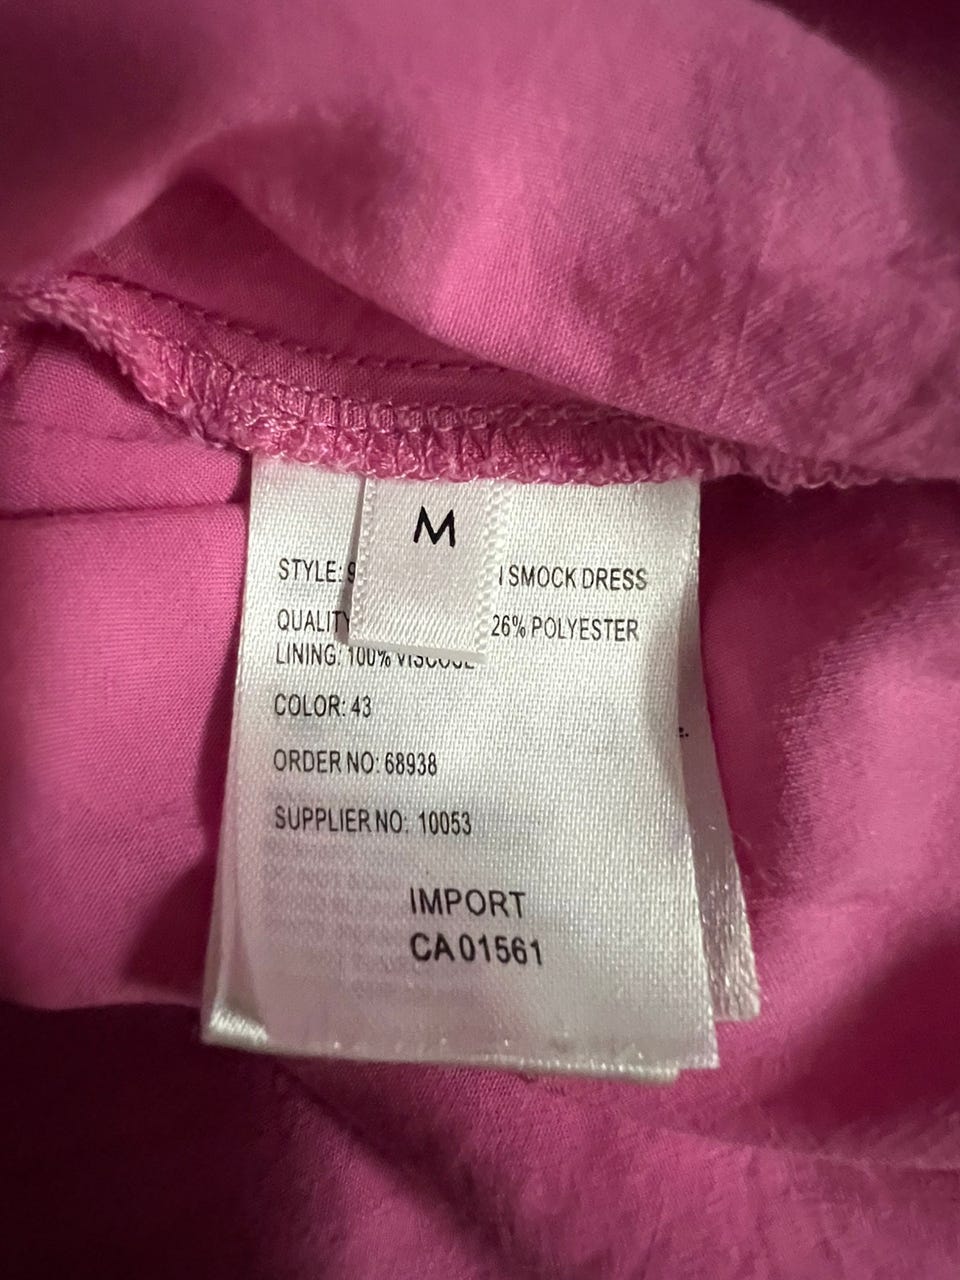 M
STYLE: 9 SMOCK DRESS
QUALITY 26% POLYESTER
LINING: 100% VISCOSE
COLOR: 43
ORDER NO: 68938
SUPPLIER NO: 10053
IMPORT
CA 01561